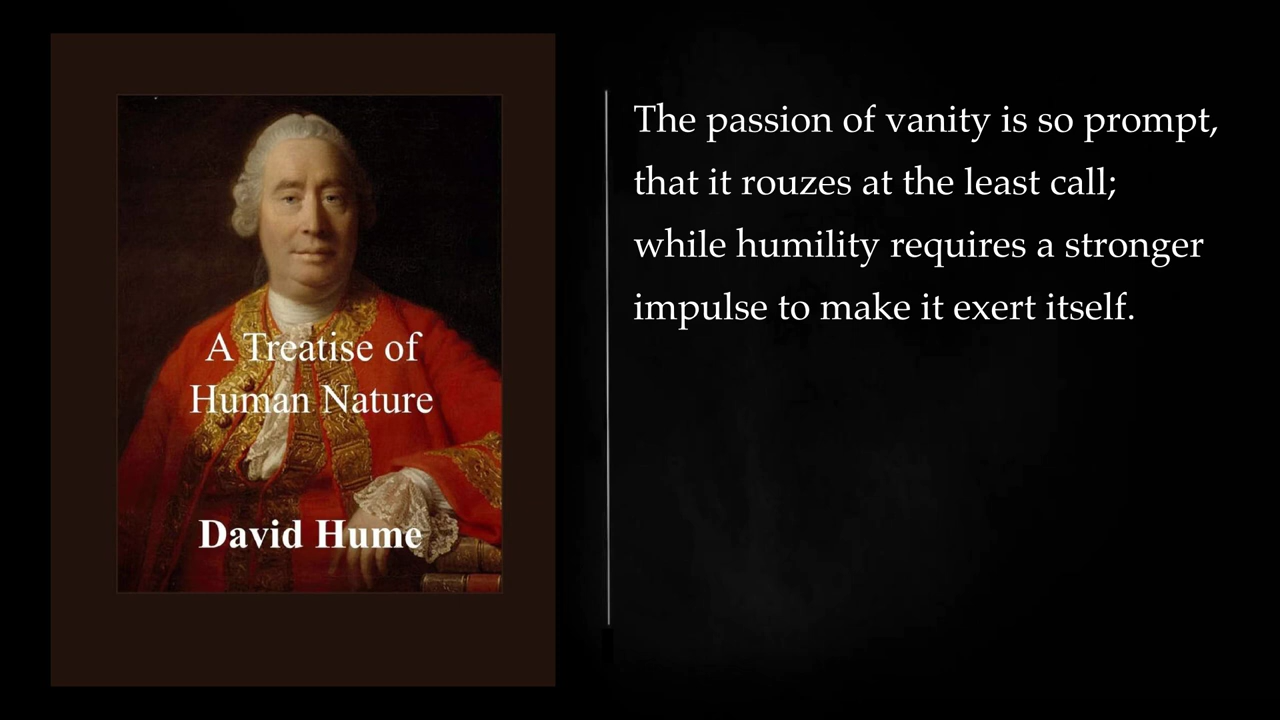 A Treatise of
Human Nature
David Hume
The passion of vanity is so prompt,
that it rouzes at the least call;
while humility requires a stronger
impulse to make it exert itself.